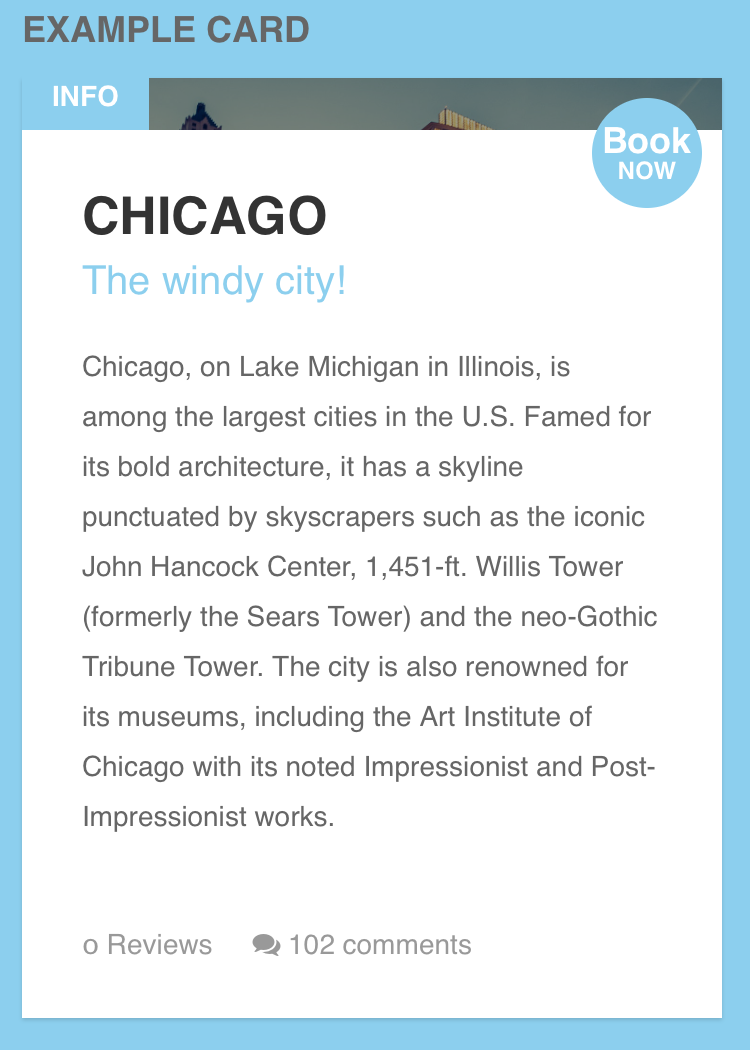 EXAMPLE CARD
INFO
Book
NOW
CHICAGO
The windy city!
Chicago, on Lake Michigan in Illinois, is
among the largest cities in the U.S. Famed for
its bold architecture, it has a skyline
punctuated by skyscrapers such as the iconic
John Hancock Center, 1,451-ft. Willis Tower
(formerly the Sears Tower) and the neo-Gothic
Tribune Tower. The city is also renowned for
its museums, including the Art Institute of
Chicago with its noted Impressionist and Post-
Impressionist works.
o Reviews 102 comments